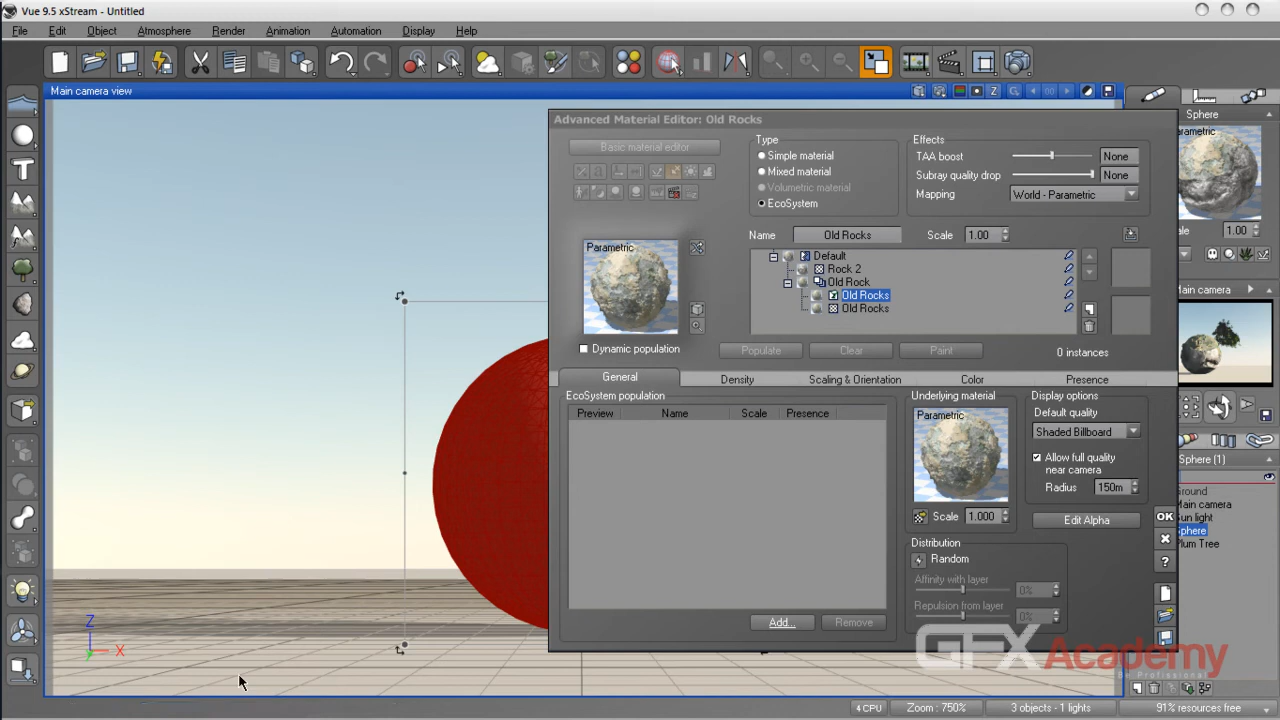 Vue 9.5 xStream - Untitled
File Edit Object Atmosphere Render Animation Automation Display Help
Main camera view
Z
Advanced Material Editor: Old Rocks
Basic material editor
Type
Simple material
Mixed material
Volumetric material
EcoSystem
Effects
TAA boost None
Subray quality drop None
Mapping World - Parametric
Name Old Rocks Scale 1.00
Parametric
Default
Rock 2
Old Rock
Old Rocks
Old Rocks
Dynamic population
Populate Clear Paint 0 instances
General Density Scaling & Orientation Color Presence
EcoSystem population
Preview Name Scale Presence
Add... Remove
Underlying material
Parametric
Scale 1.000
Display options
Default quality
Shaded Billboard
Allow full quality
near camera
Radius 150m
Edit Alpha
Distribution
Random
Affinity with layer 0%
Repulsion from layer 0%
OK
?
Sphere
arametric
ale 1.00
Main camera
Sphere (1)
Ground
Main camera
Sun light
Sphere
Plum Tree
Z
X
GFXAcademy
Be Professional
4 CPU Zoom : 750% 3 objects - 1 lights 91% resources free